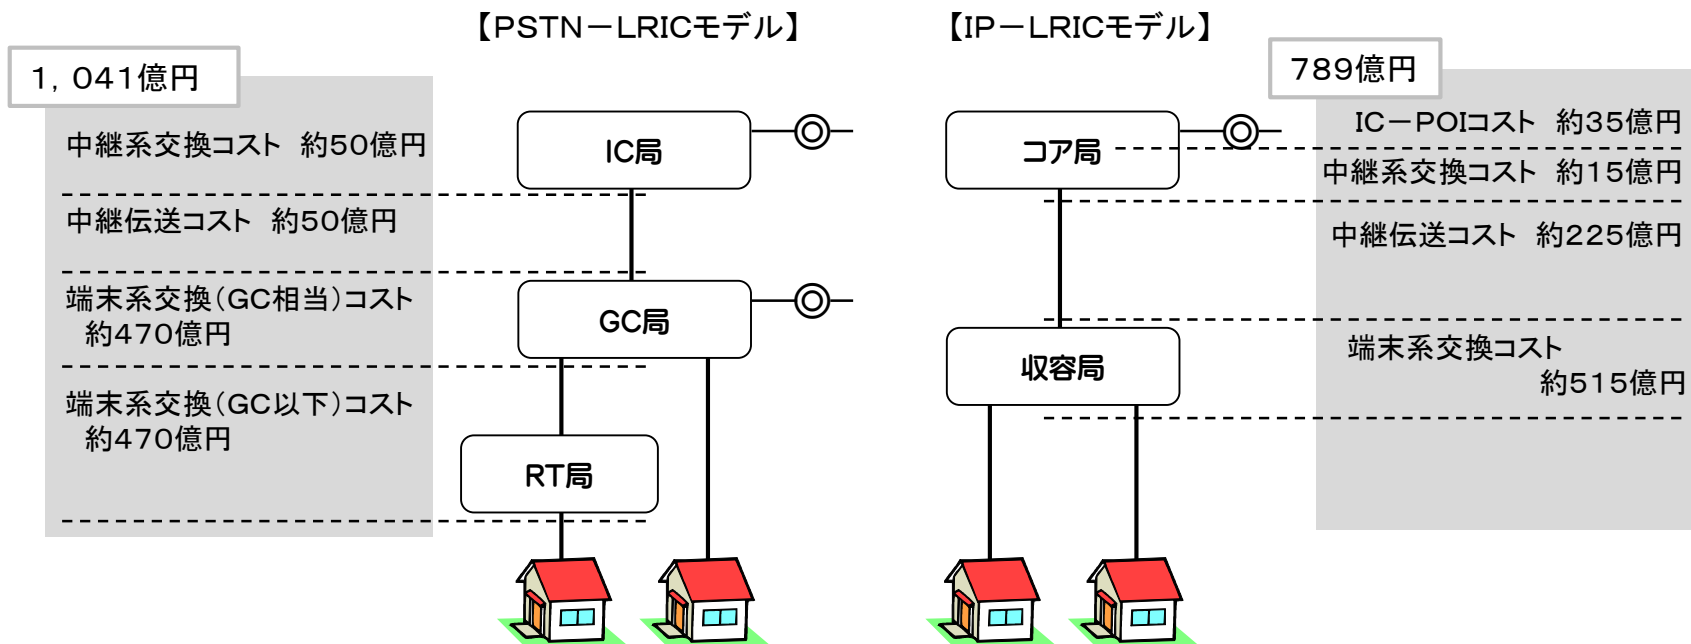 【PSTN－LRICモデル】
1，041億円
中継系交換コスト　約50億円
中継伝送コスト　約50億円
端末系交換（GC相当）コスト
約470億円
端末系交換（GC以下）コスト
約470億円
IC局
GC局
RT局
【IP－LRICモデル】
789億円
コア局
収容局
IC－POIコスト　約35億円
中継系交換コスト　約15億円
中継伝送コスト　約225億円
端末系交換コスト
約515億円